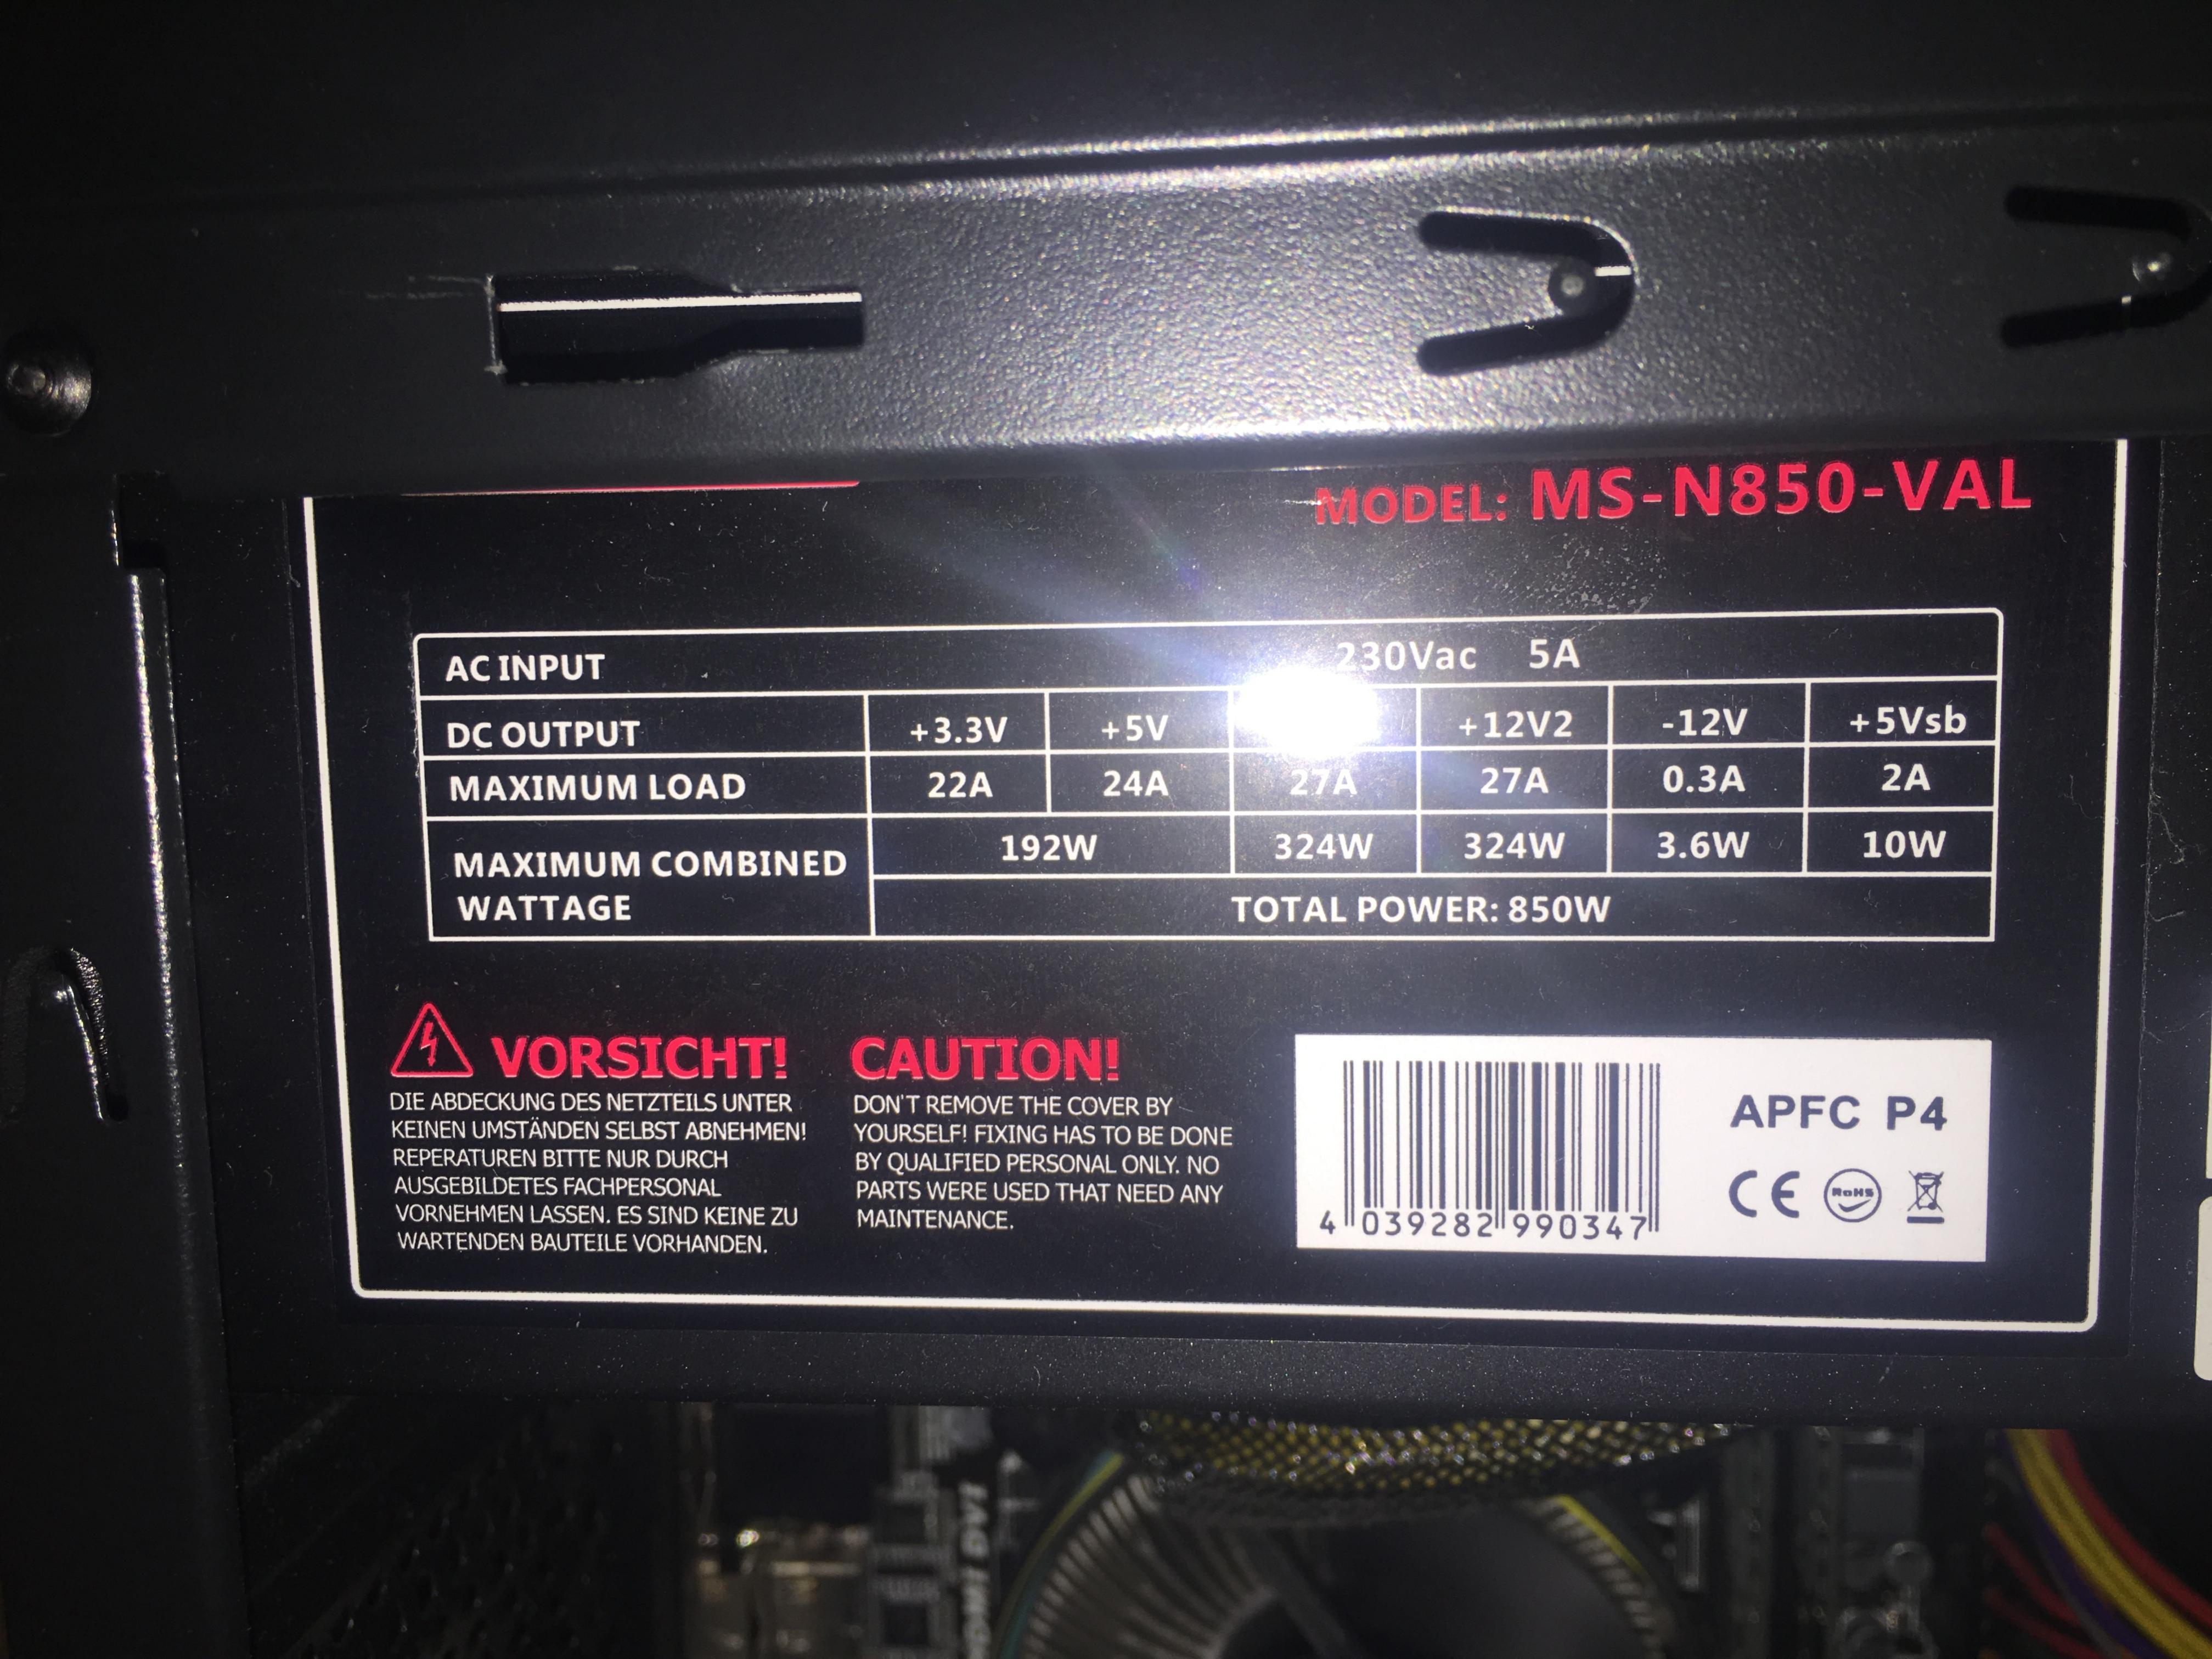 MODEL: MS-N850-VAL
AC INPUT 230Vac 5A
DC OUTPUT +3.3V +5V +12V2 -12V +5Vsb
MAXIMUM LOAD 22A 24A 27A 27A 0.3A 2A
MAXIMUM COMBINED WATTAGE 192W 324W 324W 3.6W 10W
TOTAL POWER: 850W
VORSICHT!
DIE ABDECKUNG DES NETZTEILS UNTER
KEINEN UMSTÄNDEN SELBST ABNEHMEN!
REPERATUREN BITTE NUR DURCH
AUSGEBILDETES FACHPERSONAL
VORNEHMEN LASSEN. ES SIND KEINE ZU
WARTENDEN BAUTEILE VORHANDEN.
CAUTION!
DON'T REMOVE THE COVER BY
YOURSELF! FIXING HAS TO BE DONE
BY QUALIFIED PERSONAL ONLY. NO
PARTS WERE USED THAT NEED ANY
MAINTENANCE.
4 039282 990347
APFC P4
CE RoHS